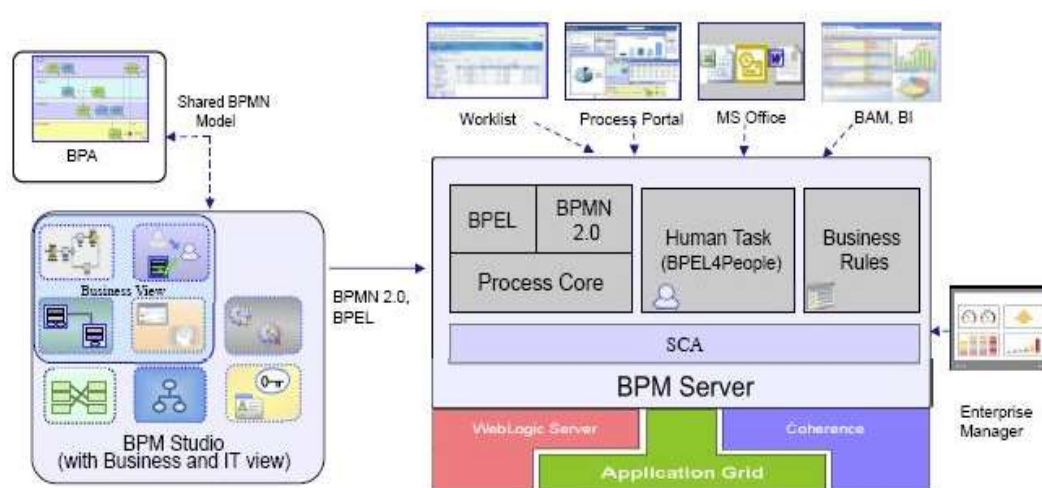 Shared BPMN
Model
BPA
Business View
BPM Studio
(with Business and IT view)
BPMN 2.0,
BPEL
Worklist
Process Portal
MS Office
BAM, BI
BPEL
BPMN
2.0
Process Core
Human Task
(BPEL4People)
Business
Rules
SCA
BPM Server
WebLogic Server
Coherence
Application Grid
Enterprise
Manager